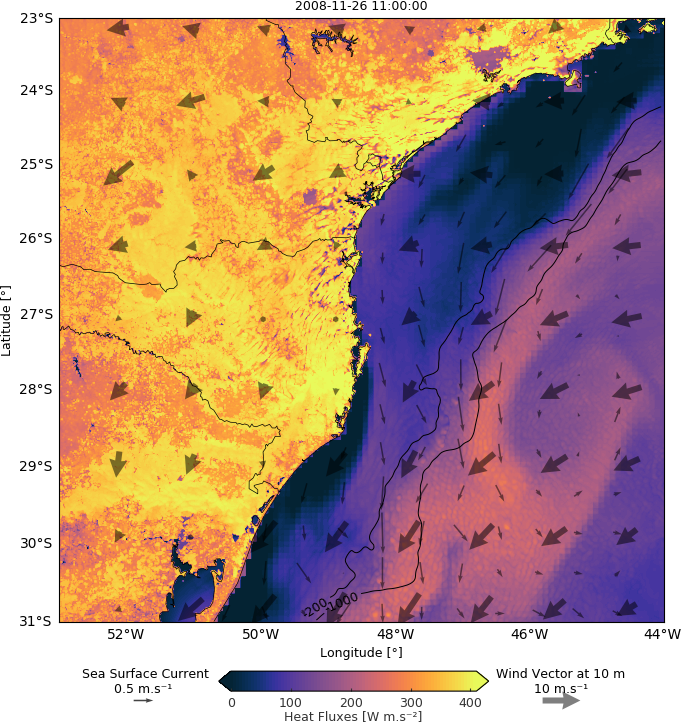 2008-11-26 11:00:00
23°S
24°S
25°S
26°S
27°S
28°S
29°S
30°S
31°S
Latitude [°]
200
1000
52°W 50°W 48°W 46°W 44°W
Longitude [°]
Sea Surface Current
0.5 m.s⁻¹
Wind Vector at 10 m
10 m.s⁻¹
0 100 200 300 400
Heat Fluxes [W m.s⁻²]